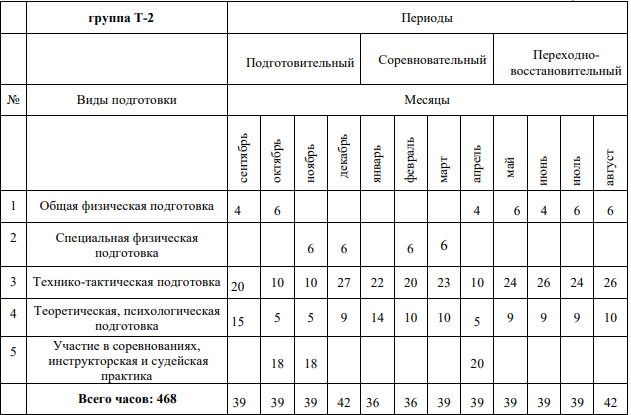 группа Т-2 Периоды
Подготовительный Соревновательный Переходно-
восстановительный
№ Виды подготовки Месяцы
сентябрь октябрь ноябрь декабрь январь февраль март апрель май июнь июль август
1 Общая физическая подготовка 4 6 4 6 4 6 6
2 Специальная физическая
подготовка 6 6 6 6
3 Технико-тактическая подготовка 20 10 10 27 22 20 23 10 24 26 24 26
4 Теоретическая, психологическая
подготовка 15 5 5 9 14 10 10 5 9 9 9 10
5 Участие в соревнованиях,
инструкторская и судейская
практика 18 18 20
Всего часов: 468 39 39 39 42 36 36 39 39 39 39 39 42